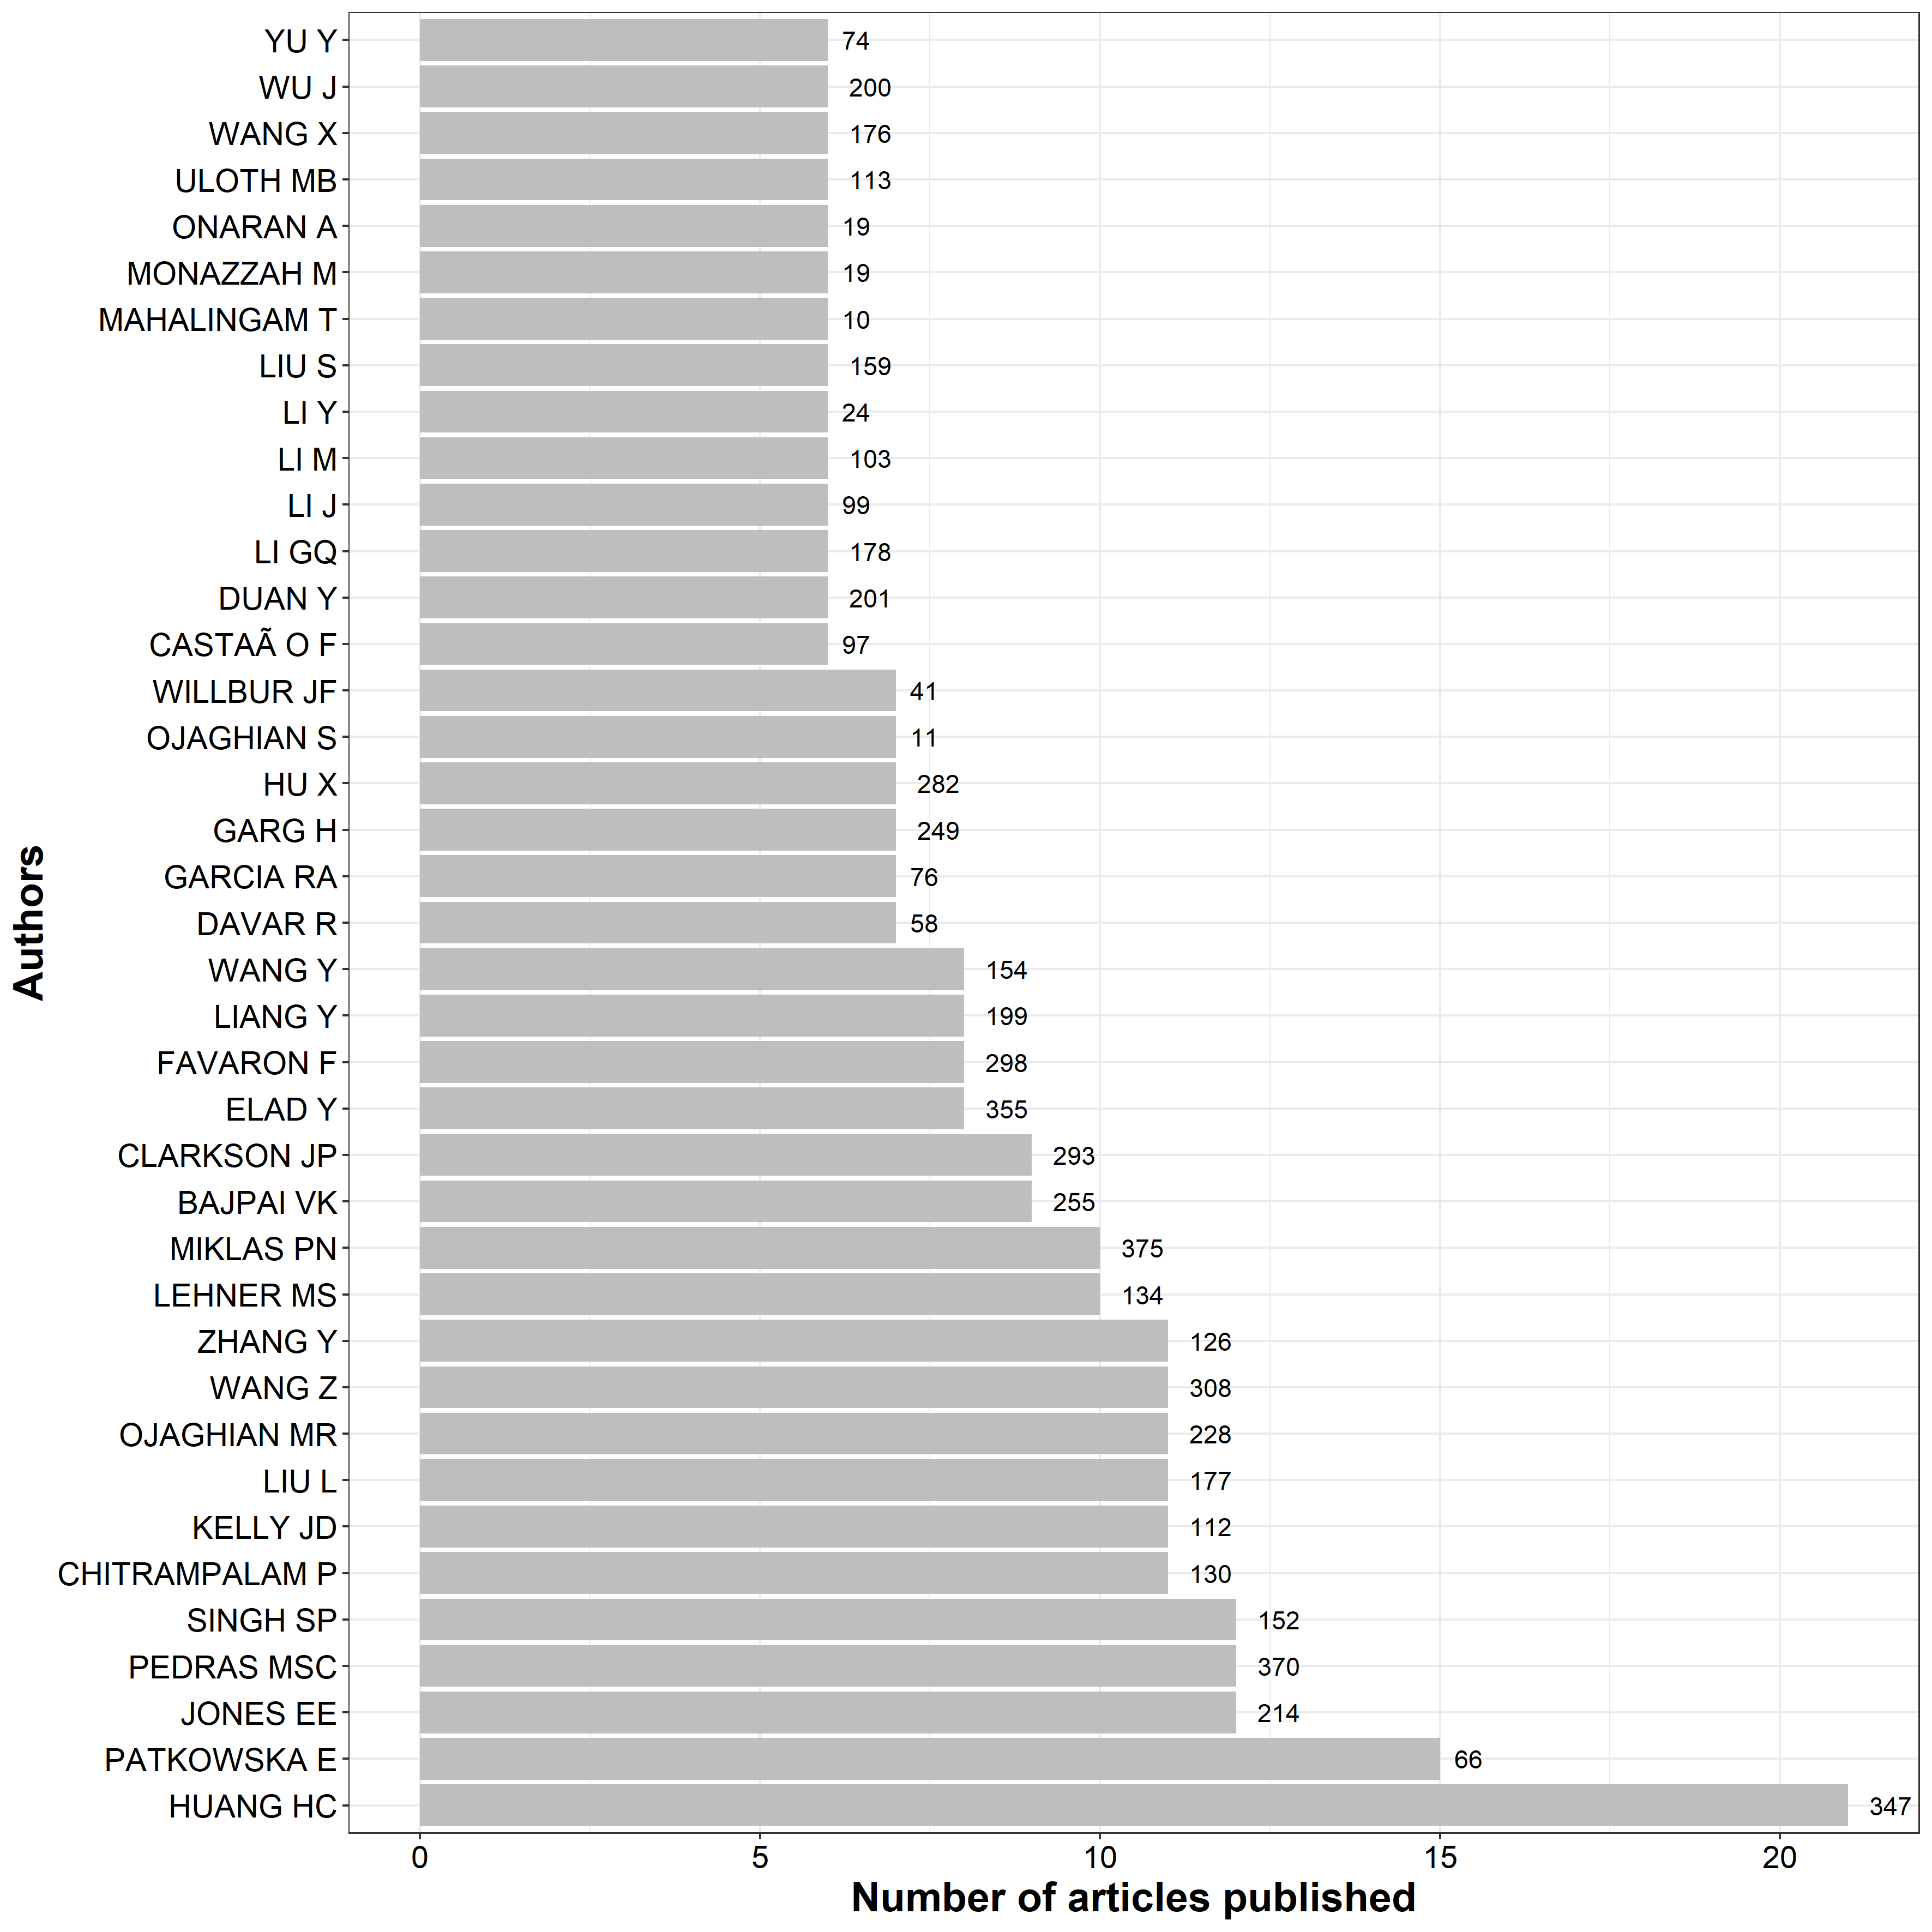 Authors
YU Y 74
WU J 200
WANG X 176
ULOTH MB 113
ONARAN A 19
MONAZZAH M 19
MAHALINGAM T 10
LIU S 159
LI Y 24
LI M 103
LI J 99
LI GQ 178
DUAN Y 201
CASTAÃ O F 97
WILLBUR JF 41
OJAGHIAN S 11
HU X 282
GARG H 249
GARCIA RA 76
DAVAR R 58
WANG Y 154
LIANG Y 199
FAVARON F 298
ELAD Y 355
CLARKSON JP 293
BAJPAI VK 255
MIKLAS PN 375
LEHNER MS 134
ZHANG Y 126
WANG Z 308
OJAGHIAN MR 228
LIU L 177
KELLY JD 112
CHITRAMPALAM P 130
SINGH SP 152
PEDRAS MSC 370
JONES EE 214
PATKOWSKA E 66
HUANG HC 347
0 5 10 15 20
Number of articles published